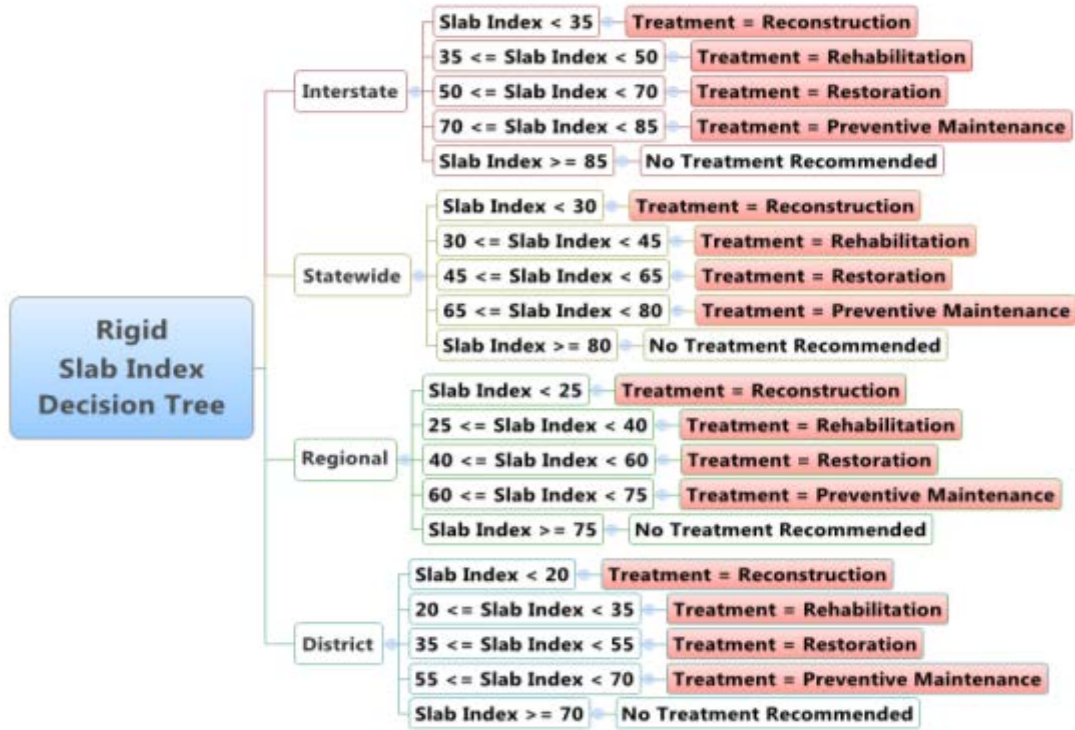 Rigid
Slab Index
Decision Tree
Interstate
Slab Index < 35 Treatment = Reconstruction
35 <= Slab Index < 50 Treatment = Rehabilitation
50 <= Slab Index < 70 Treatment = Restoration
70 <= Slab Index < 85 Treatment = Preventive Maintenance
Slab Index >= 85 No Treatment Recommended
Statewide
Slab Index < 30 Treatment = Reconstruction
30 <= Slab Index < 45 Treatment = Rehabilitation
45 <= Slab Index < 65 Treatment = Restoration
65 <= Slab Index < 80 Treatment = Preventive Maintenance
Slab Index >= 80 No Treatment Recommended
Regional
Slab Index < 25 Treatment = Reconstruction
25 <= Slab Index < 40 Treatment = Rehabilitation
40 <= Slab Index < 60 Treatment = Restoration
60 <= Slab Index < 75 Treatment = Preventive Maintenance
Slab Index >= 75 No Treatment Recommended
District
Slab Index < 20 Treatment = Reconstruction
20 <= Slab Index < 35 Treatment = Rehabilitation
35 <= Slab Index < 55 Treatment = Restoration
55 <= Slab Index < 70 Treatment = Preventive Maintenance
Slab Index >= 70 No Treatment Recommended